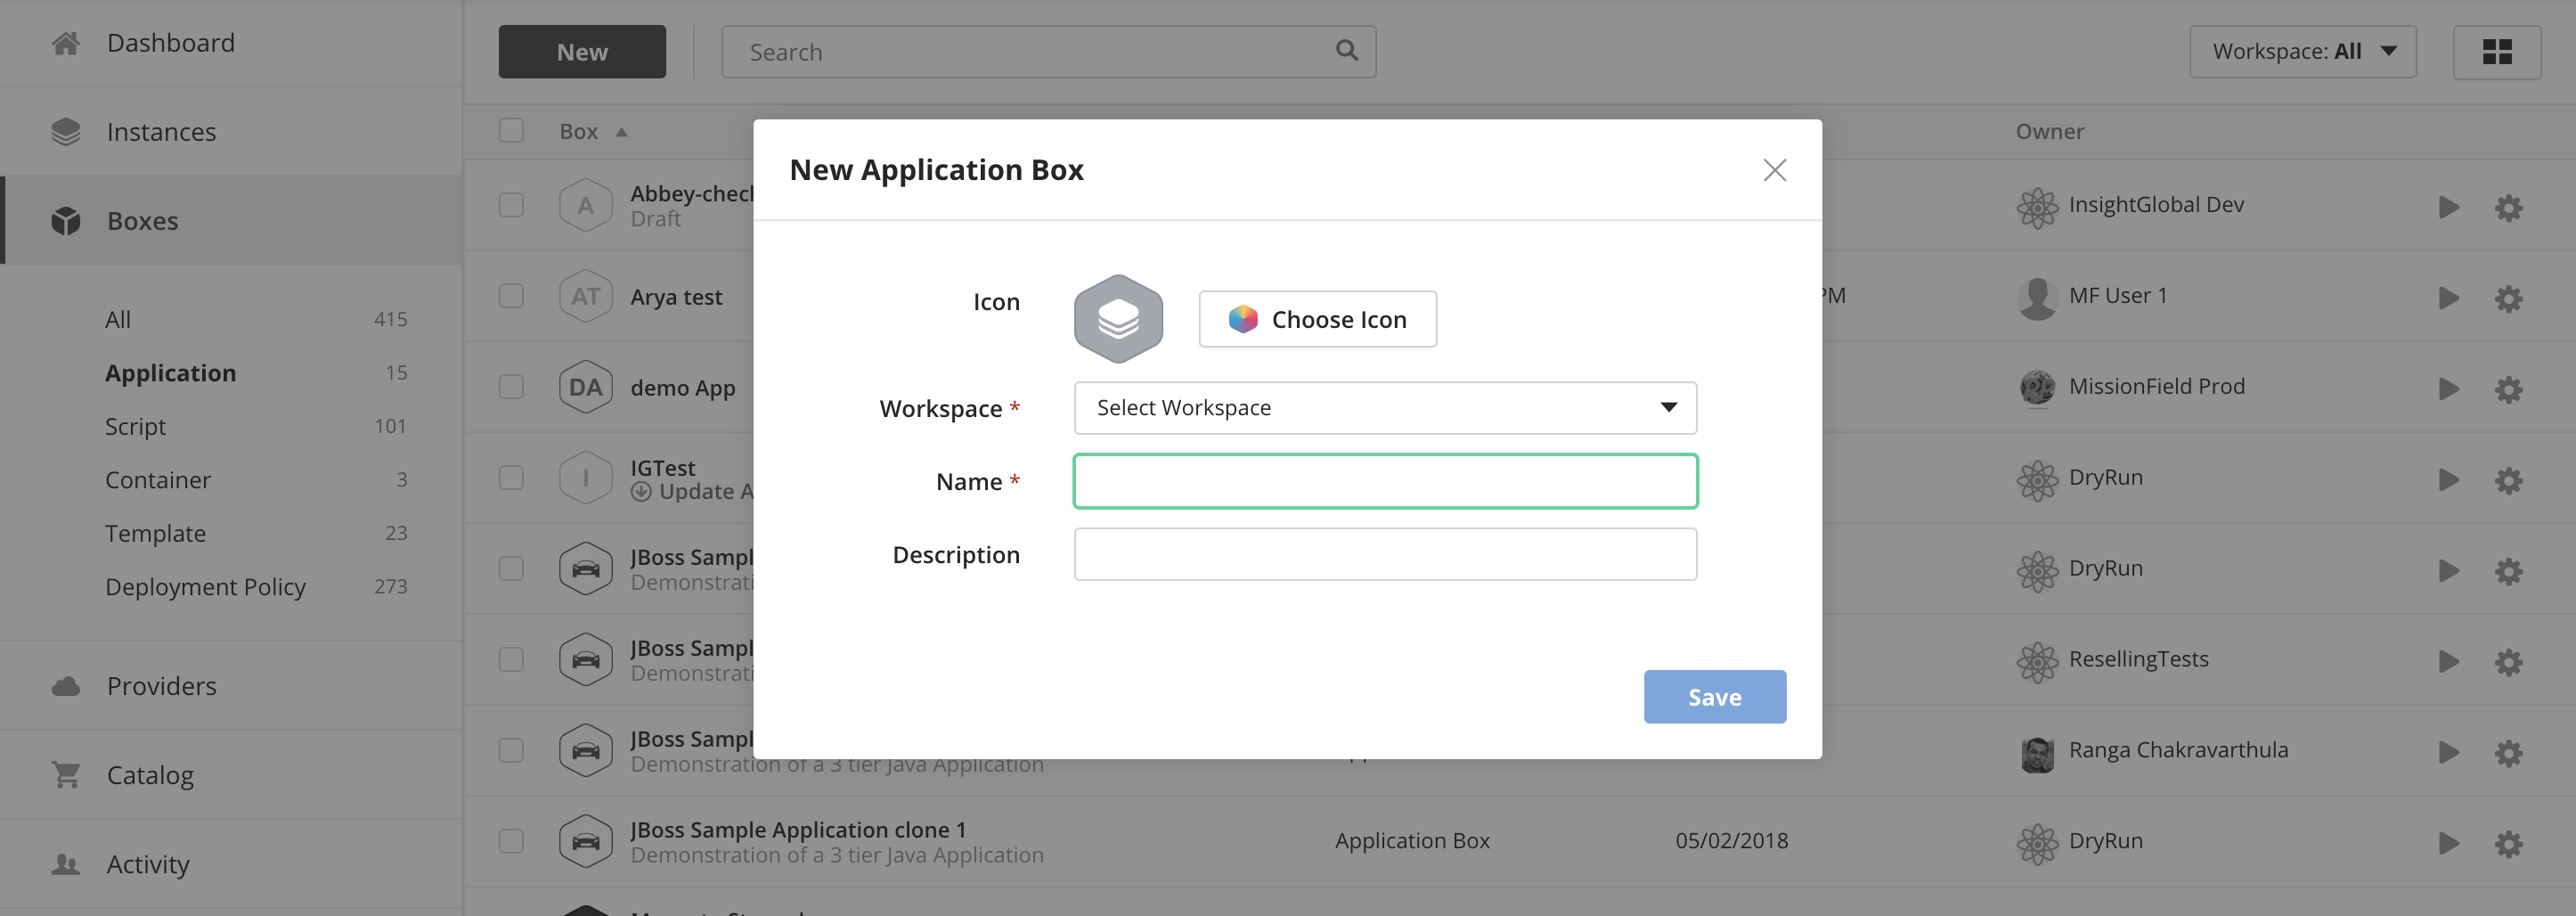 Dashboard
Instances
Boxes
All 415
Application 15
Script 101
Container 3
Template 23
Deployment Policy 273
Providers
Catalog
Activity
New
Search
Workspace: All
Box
Owner
A
Abbey-chec
Draft
InsightGlobal Dev
AT
Arya test
PM
MF User 1
DA
demo App
MissionField Prod
I
IGTest
Update A
DryRun
JBoss Sampl
Demonstrati
DryRun
JBoss Sampl
Demonstrati
ResellingTests
JBoss Sampl
Demonstration of a 3 tier Java Application
Ranga Chakravarthula
JBoss Sample Application clone 1
Demonstration of a 3 tier Java Application
Application Box
05/02/2018
DryRun
New Application Box
Icon
Choose Icon
Workspace *
Select Workspace
Name *
Description
Save